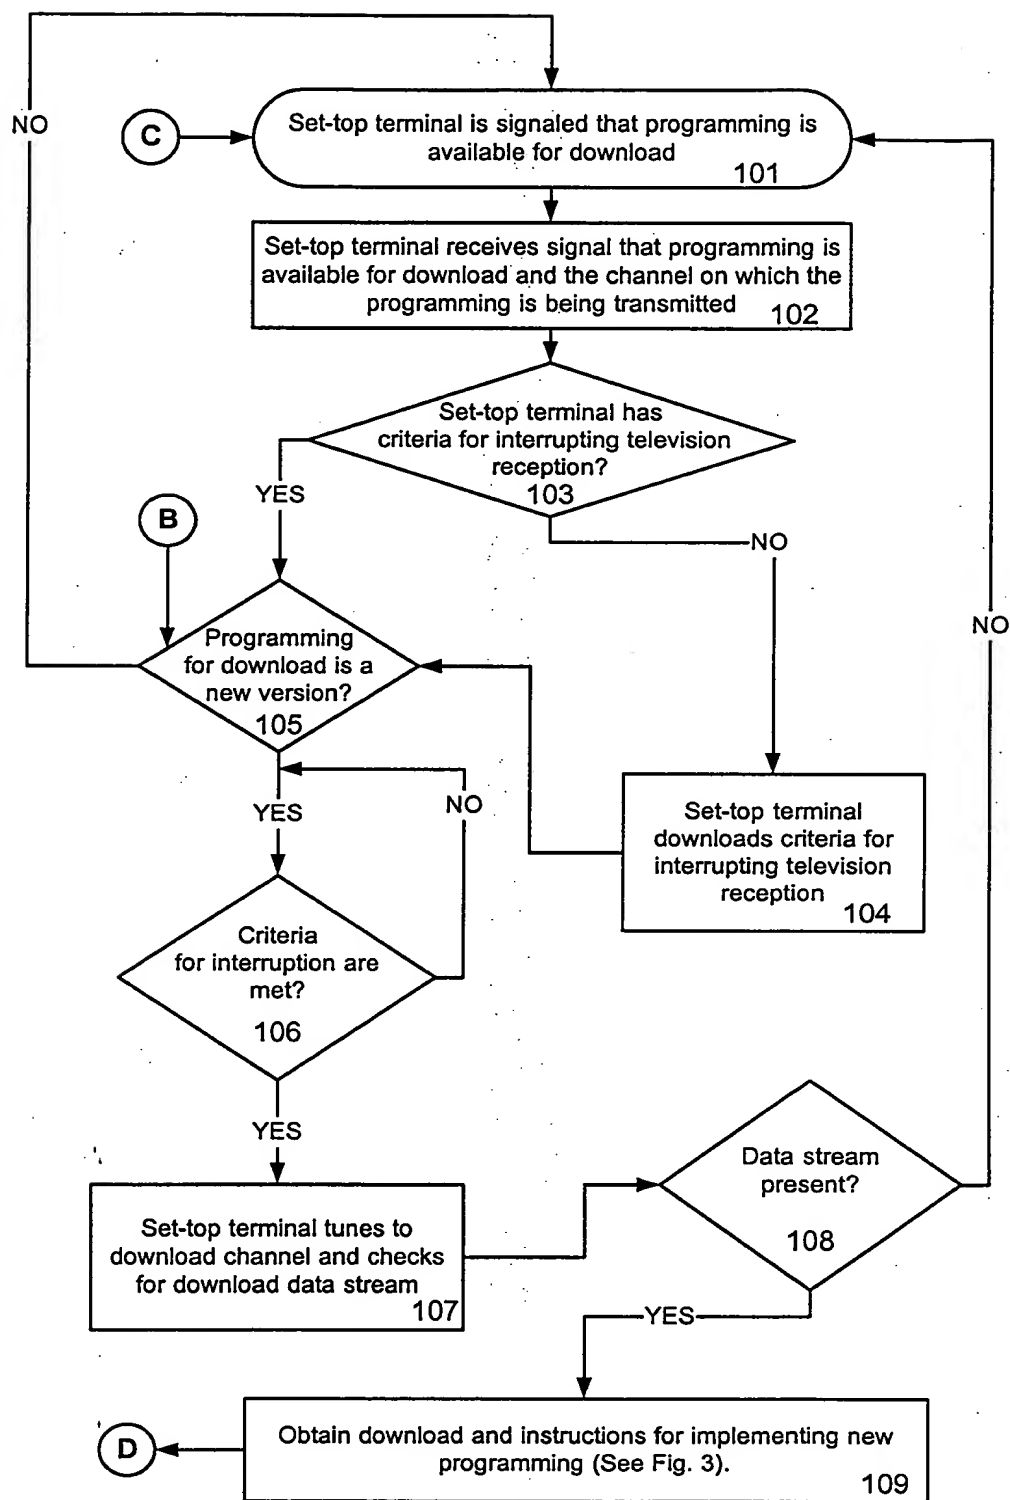 NO
C
Set-top terminal is signaled that programming is
available for download
101
Set-top terminal receives signal that programming is
available for download and the channel on which the
programming is being transmitted
102
Set-top terminal has
criteria for interrupting television
reception?
103
YES
B
NO
NO
Programming
for download is a
new version?
105
YES
NO
Set-top terminal
downloads criteria for
interrupting television
reception
104
Criteria
for interruption are
met?
106
YES
Data stream
present?
108
Set-top terminal tunes to
download channel and checks
for download data stream
107
YES
D
Obtain download and instructions for implementing new
programming (See Fig. 3).
109